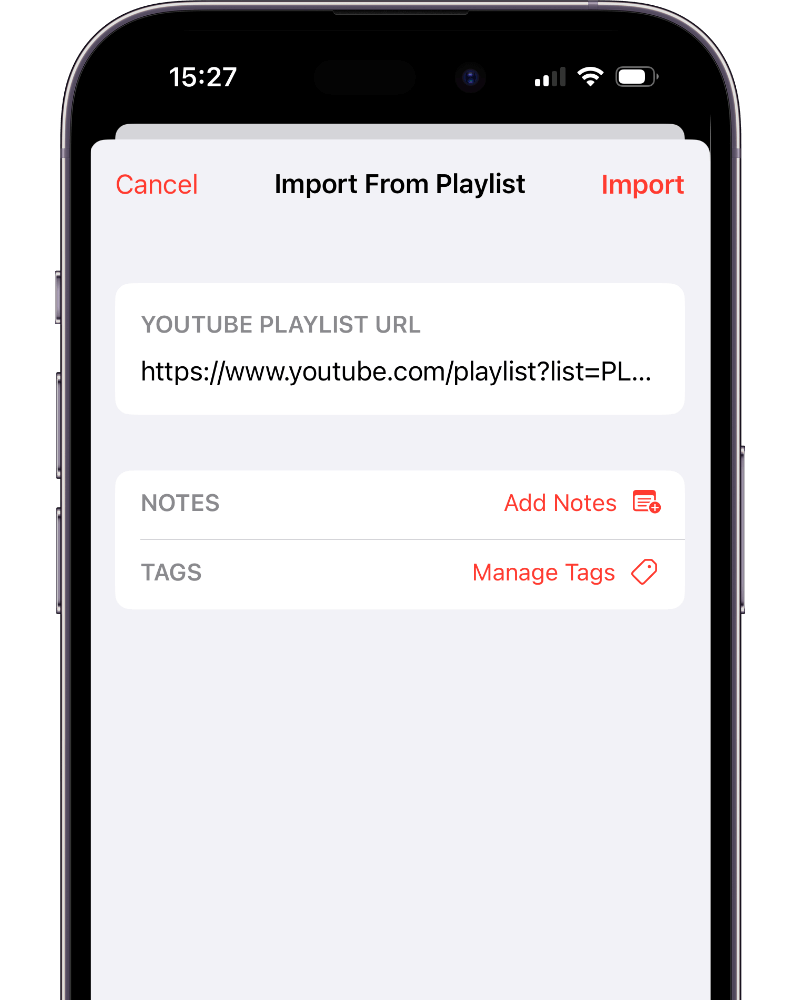 15:27
Cancel Import From Playlist Import
YOUTUBE PLAYLIST URL
https://www.youtube.com/playlist?list=PL...
NOTES Add Notes
TAGS Manage Tags